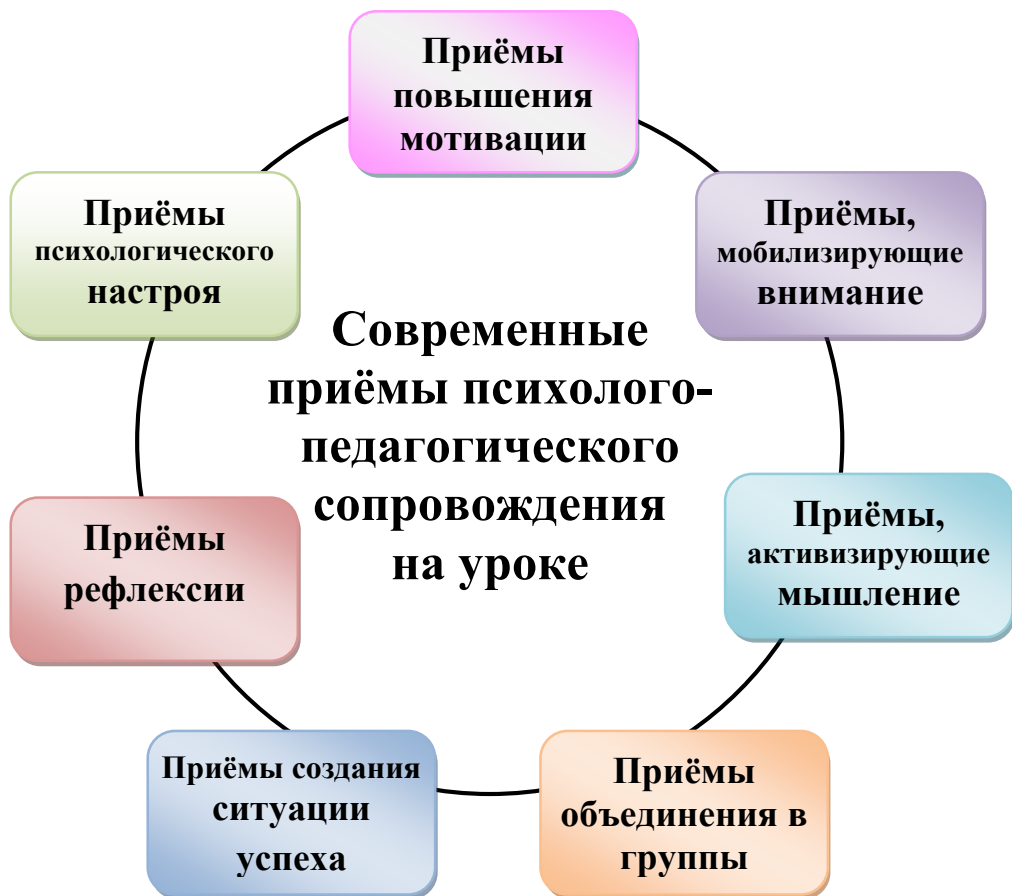 Приёмы
повышения
мотивации
Приёмы
психологического
настроя
Приёмы,
мобилизирующие
внимание
Современные
приёмы психолого-
педагогического
сопровождения
на уроке
Приёмы
рефлексии
Приёмы,
активизирующие
мышление
Приёмы создания
ситуации
успеха
Приёмы
объединения в
группы